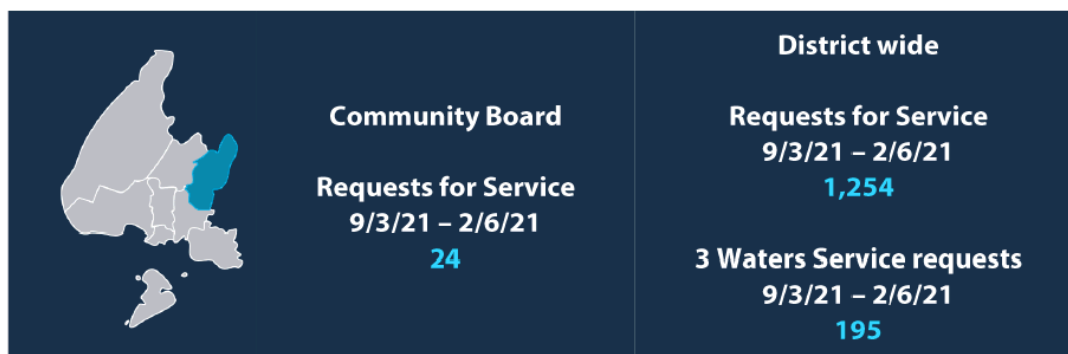 Community Board
Requests for Service
9/3/21 – 2/6/21
24
District wide
Requests for Service
9/3/21 – 2/6/21
1,254
3 Waters Service requests
9/3/21 – 2/6/21
195